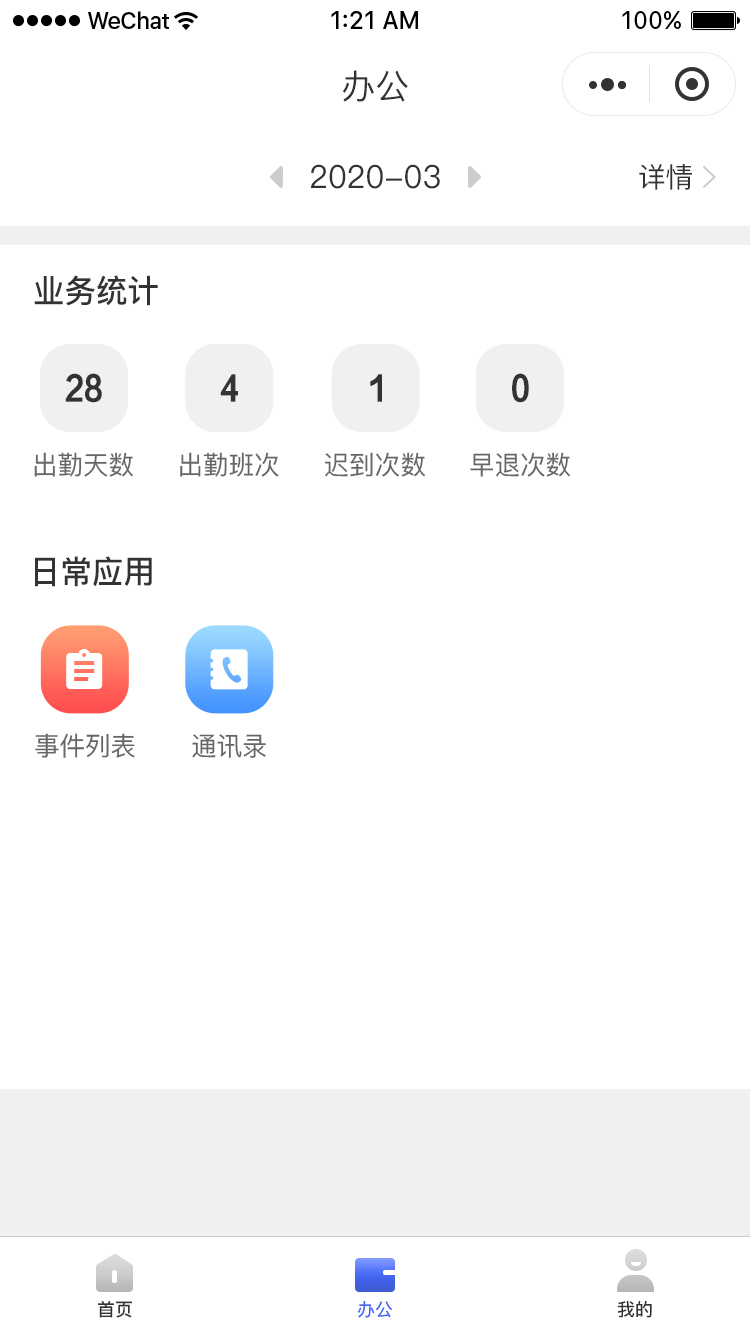 WeChat 1:21 AM 100%
办公
2020-03 详情
业务统计
28 4 1 0
出勤天数 出勤班次 迟到次数 早退次数
日常应用
事件列表 通讯录
首页 办公 我的